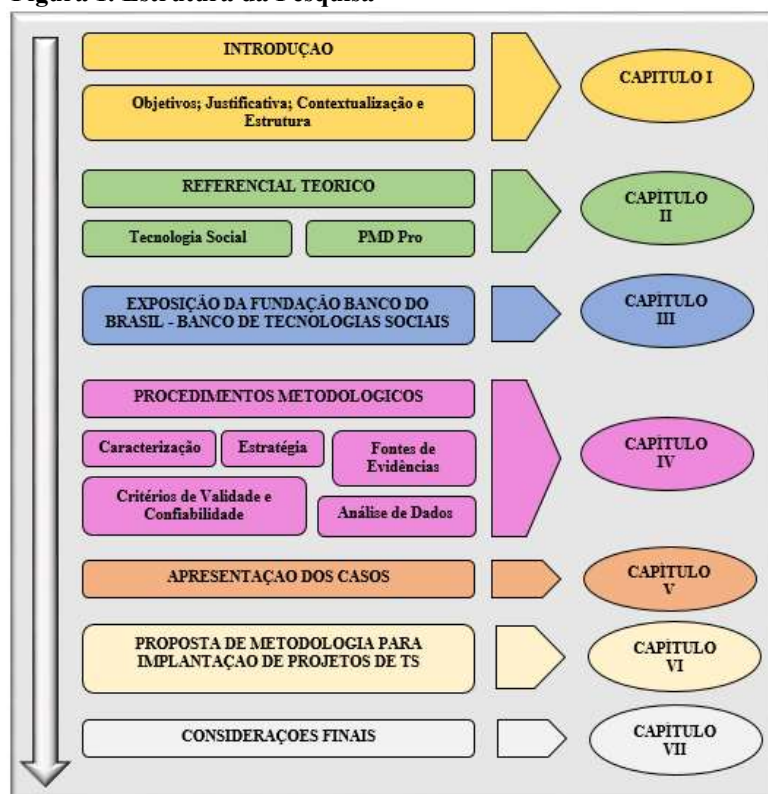 Figura 1: Estrutura da Pesquisa
INTRODUÇAO
Objetivos; Justificativa; Contextualização e
Estrutura
CAPITULO I
REFERENCIAL TEORICO
Tecnologia Social
PMD Pro
CAPÍTULO
II
EXPOSIÇÃO DA FUNDAÇÃO BANCO DO
BRASIL - BANCO DE TECNOLOGIAS SOCIAIS
CAPÍTULO
III
PROCEDIMENTOS METODOLOGICOS
Caracterização
Estratégia
Fontes de
Evidências
Critérios de Validade e
Confiabilidade
Análise de Dados
CAPÍTULO
IV
APRESENTAÇAO DOS CASOS
CAPÍTULO
V
PROPOSTA DE METODOLOGIA PARA
IMPLANTAÇAO DE PROJETOS DE TS
CAPÍTULO
VI
CONSIDERAÇOES FINAIS
CAPÍTULO
VII